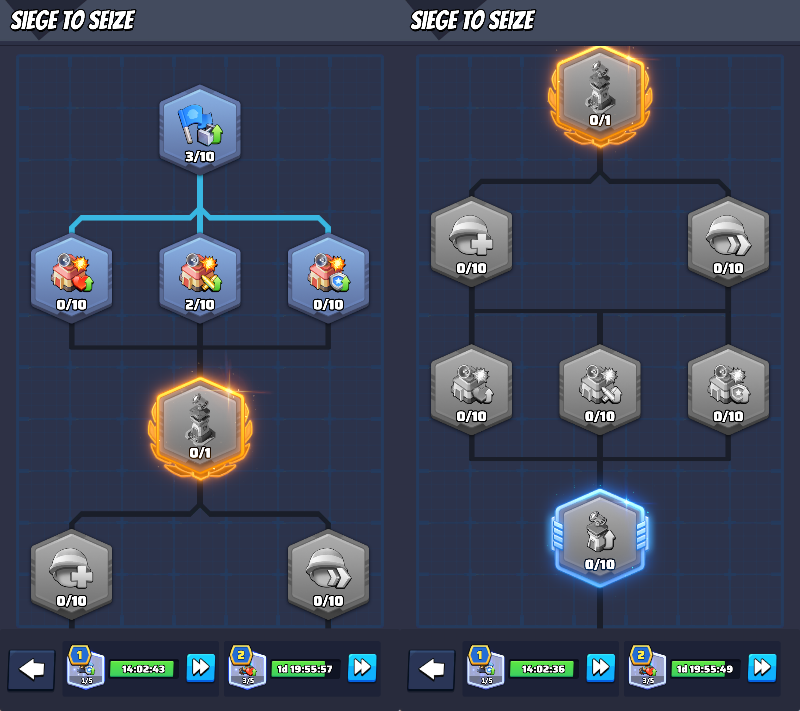 SIEGE TO SEIZE
3/10
0/10 2/10 0/10
0/1
0/10 0/10
1 14:02:43 2 1d 19:55:57
1/5 3/5
SIEGE TO SEIZE
0/1
0/10 0/10
0/10 0/10 0/10
0/10
1 14:02:36 2 1d 19:55:49
1/5 3/5